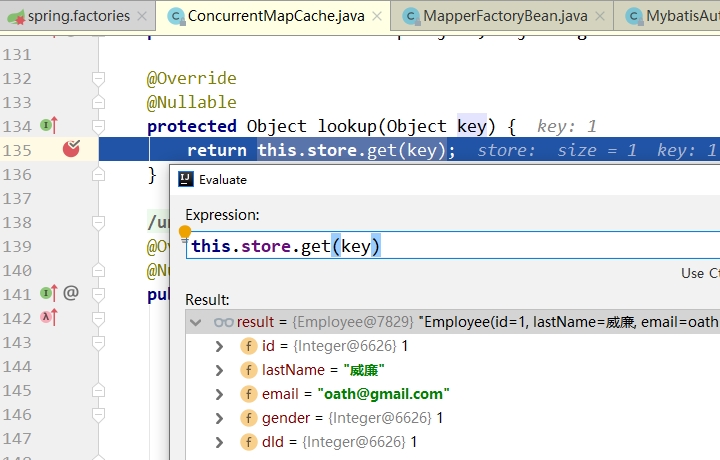 spring.factories × ConcurrentMapCache.java × MapperFactoryBean.java × MybatisAut
131
132 @Override
133 @Nullable
134 protected Object lookup(Object key) { key: 1
135 return this.store.get(key); store: size = 1 key: 1
136 }
137
138 /un
139 @Ov
140 @Nu
141 @ pu
142
143
144
145
146
147
148
Evaluate
Expression:
this.store.get(key)
Use Ct
Result:
result = {Employee@7829} "Employee(id=1, lastName=威廉, email=oath
id = {Integer@6626} 1
lastName = "威廉"
email = "oath@gmail.com"
gender = {Integer@6626} 1
dId = {Integer@6626} 1